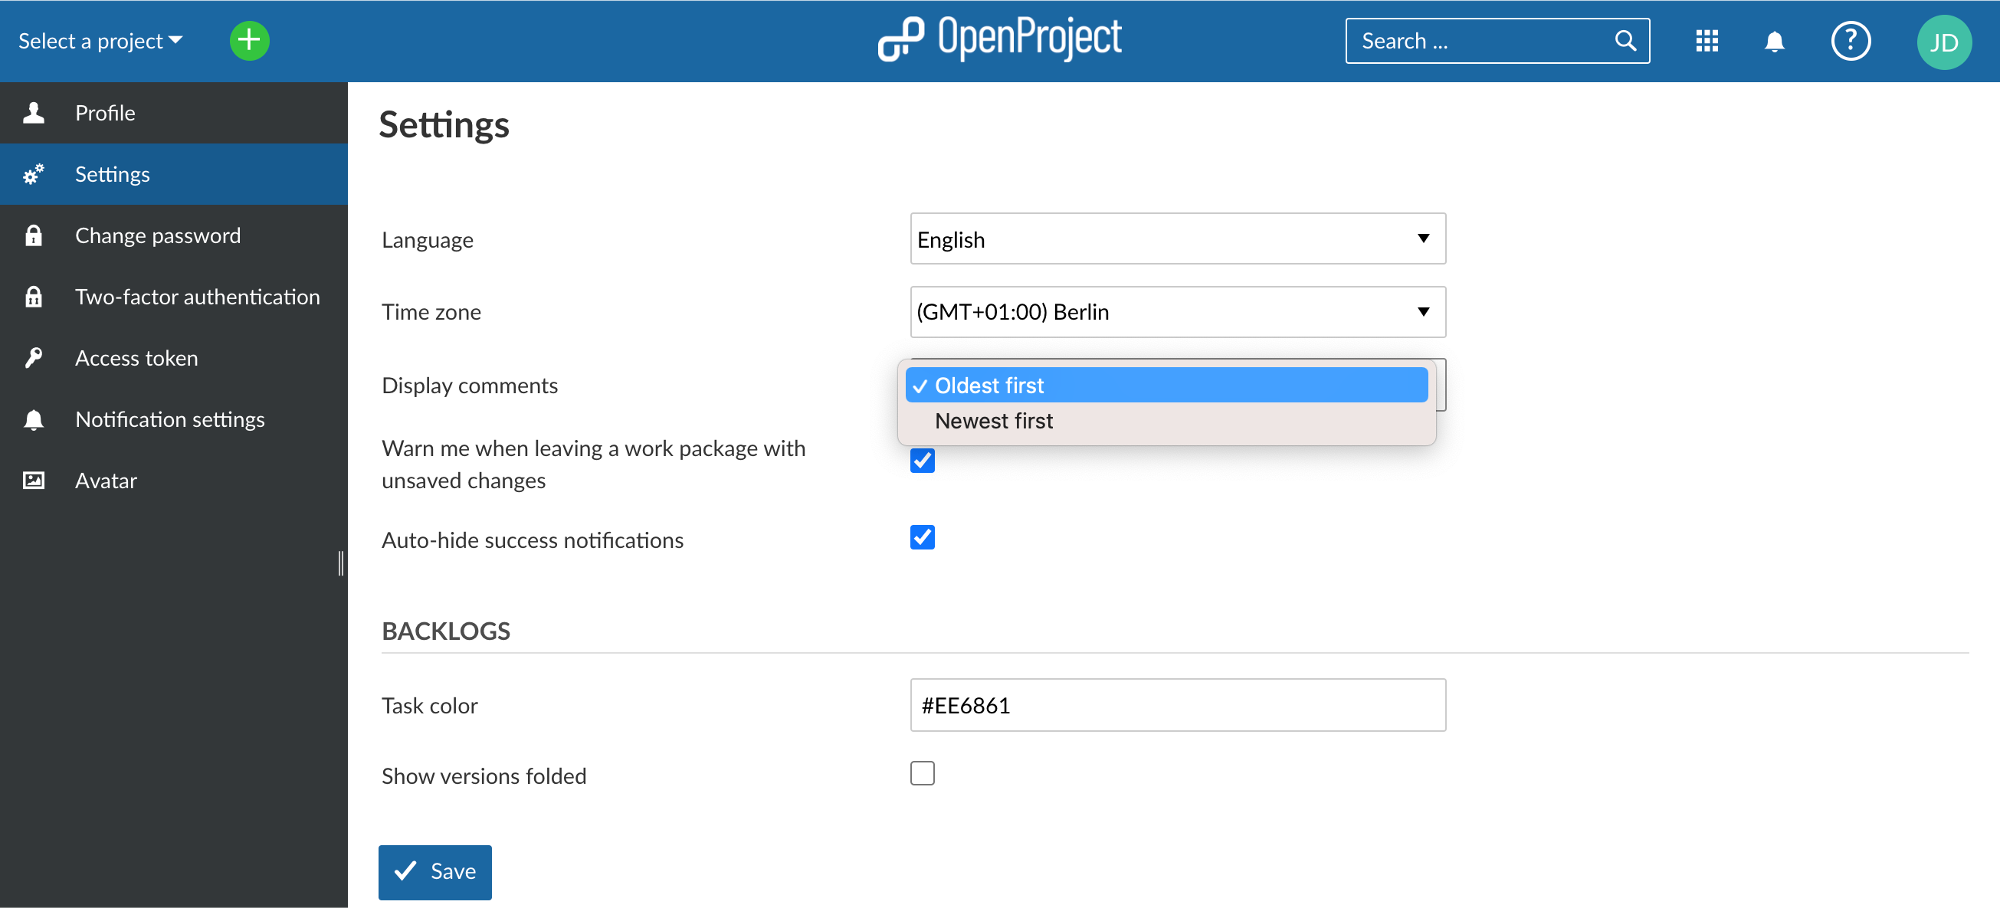 Select a project
OpenProject
Search ...
?
JD
Profile
Settings
Change password
Two-factor authentication
Access token
Notification settings
Avatar
Settings
Language
English
Time zone
(GMT+01:00) Berlin
Display comments
Oldest first
Newest first
Warn me when leaving a work package with
unsaved changes
Auto-hide success notifications
BACKLOGS
Task color
#EE6861
Show versions folded
Save